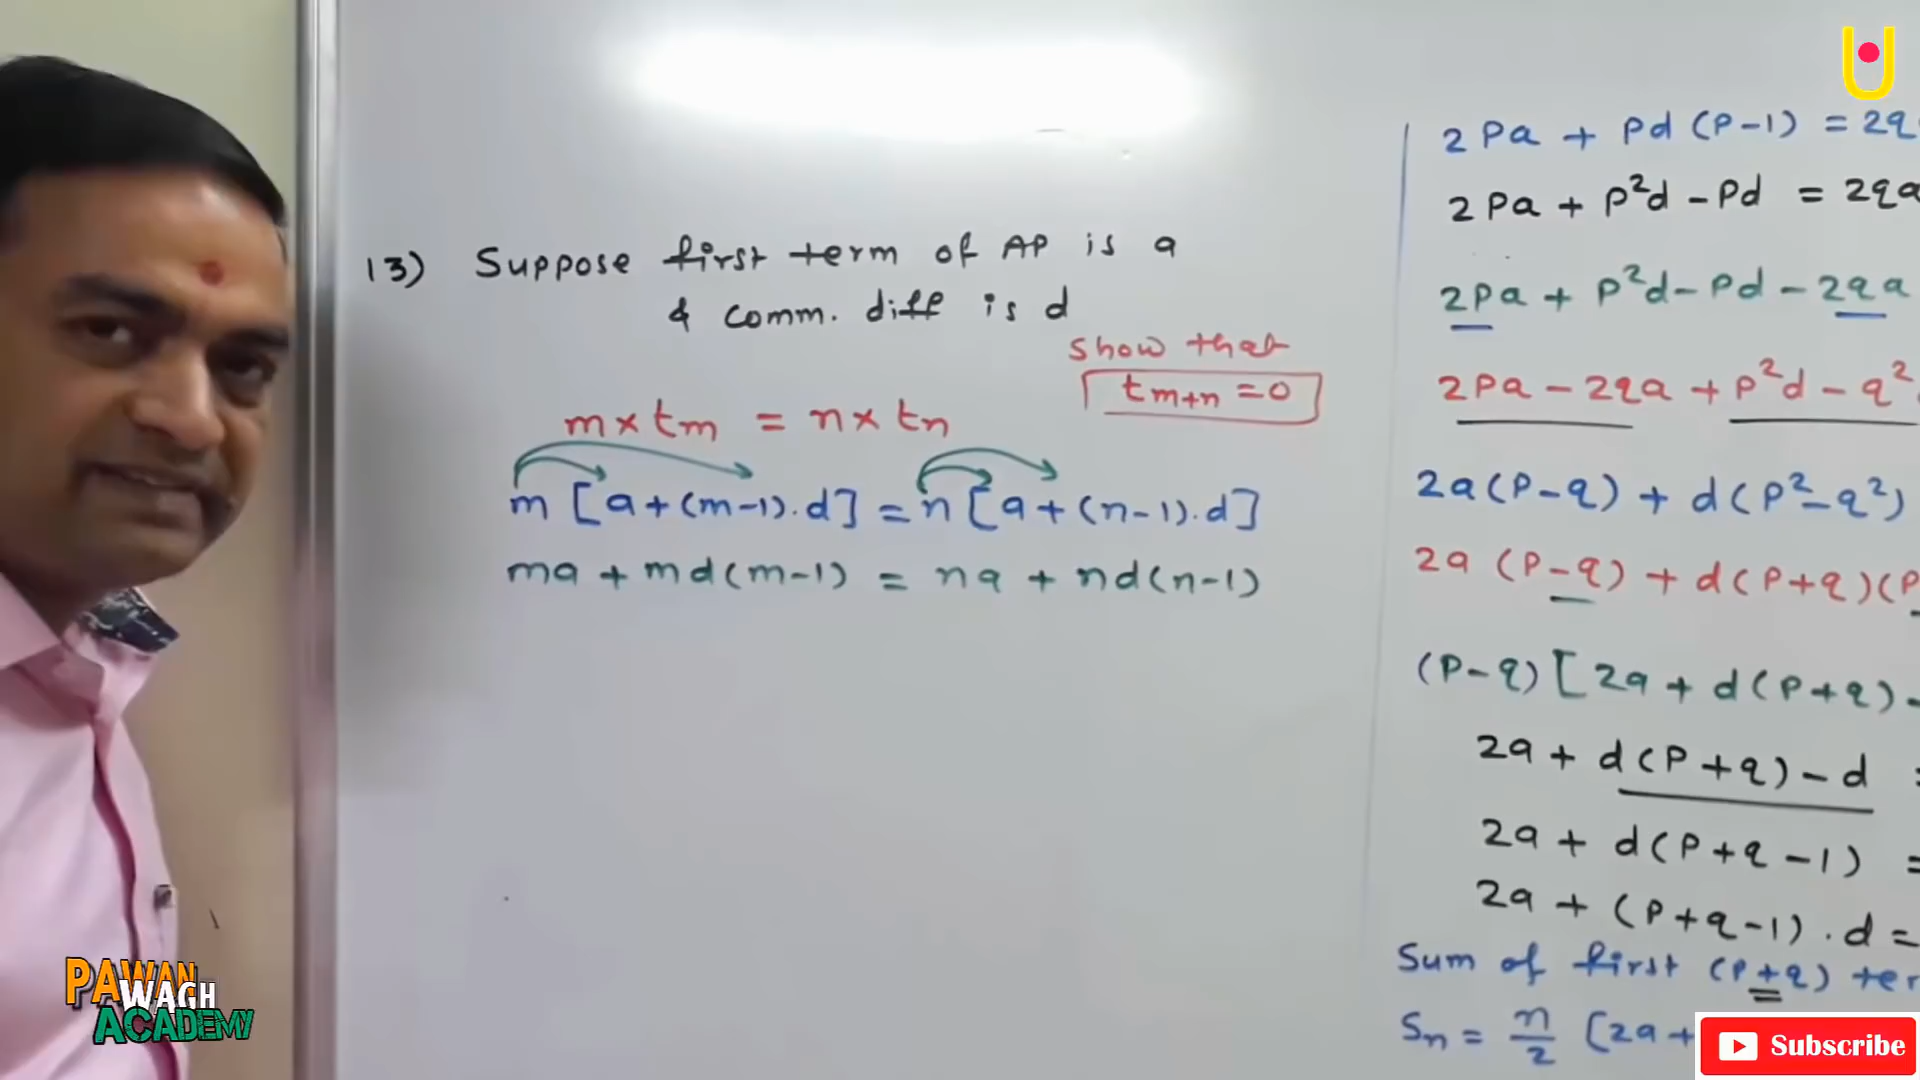 13) Suppose first term of AP is a
& comm. diff is d
show that
tm+n = 0
m × tm = n × tn
m [a+(m-1).d] = n [a+(n-1).d]
ma + md(m-1) = na + nd(n-1)
2Pa + Pd (P-1) = 2q
2Pa + P²d - Pd = 2qa
2Pa + P²d - Pd - 2qa
2Pa - 2qa + P²d - q²
2a(P-q) + d(P²-q²)
2a (P-q) + d(P+q)(P
(P-q) [2a + d(P+q) -
2a + d(P+q) - d =
2a + d(P+q-1) =
2a + (P+q-1).d =
Sum of first (P+q) ter
Sn = n/2 [2a+
PAWAN
WAGH
ACADEMY
U
Subscribe